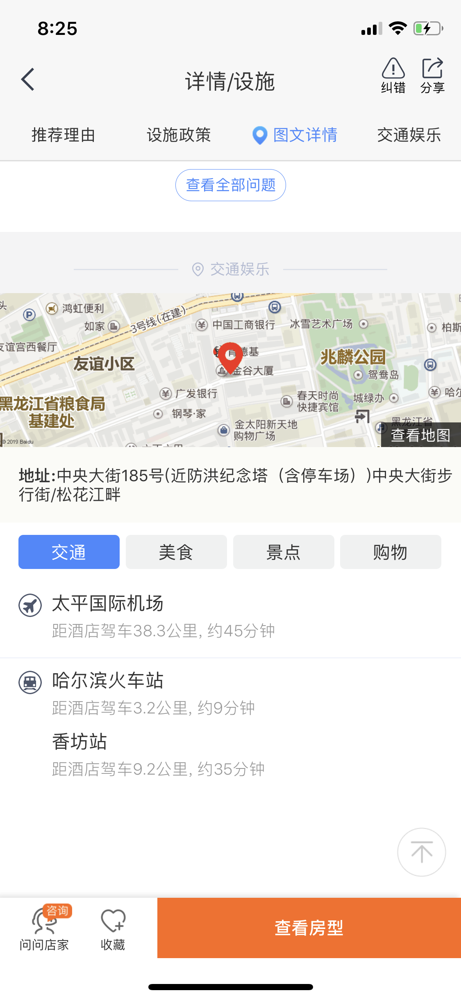 8:25
详情/设施
纠错
分享
推荐理由
设施政策
图文详情
交通娱乐
查看全部问题
交通娱乐
头
P
鸿虹便利
如家
3号线(在建)
中国工商银行
冰雪艺术广场
柏斯
友谊宫西餐厅
友谊小区
肯德基
金谷大厦
兆麟公园
鸳鸯岛
广发银行
春天时尚
快捷宾馆
城绿办
哈尔
黑龙江省粮食局
基建处
钢琴·家
金太阳新天地
购物广场
黑龙江省
© 2019 Baidu
查看地图
地址:中央大街185号(近防洪纪念塔（含停车场）)中央大街步
行街/松花江畔
交通
美食
景点
购物
太平国际机场
距酒店驾车38.3公里, 约45分钟
哈尔滨火车站
距酒店驾车3.2公里, 约9分钟
香坊站
距酒店驾车9.2公里, 约35分钟
咨询
问问店家
收藏
查看房型